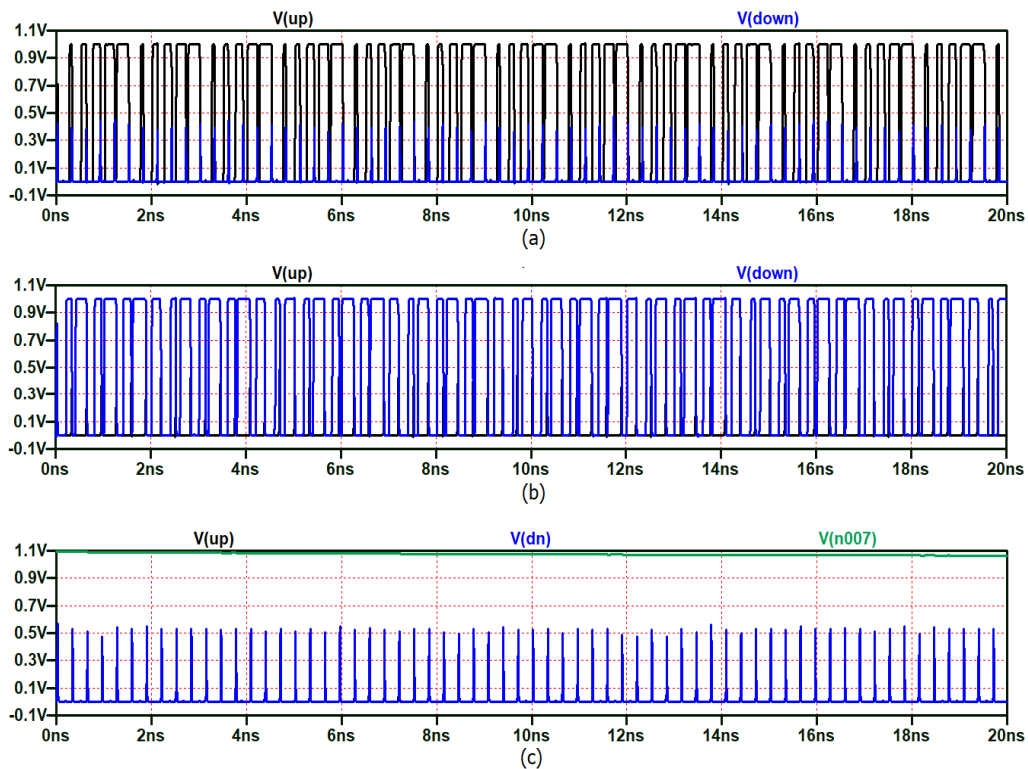 V(up) V(down)
1.1V
0.9V
0.7V
0.5V
0.3V
0.1V
-0.1V
0ns 2ns 4ns 6ns 8ns 10ns 12ns 14ns 16ns 18ns 20ns
(a)
V(up) V(down)
1.1V
0.9V
0.7V
0.5V
0.3V
0.1V
-0.1V
0ns 2ns 4ns 6ns 8ns 10ns 12ns 14ns 16ns 18ns 20ns
(b)
V(up) V(dn) V(n007)
1.1V
0.9V
0.7V
0.5V
0.3V
0.1V
-0.1V
0ns 2ns 4ns 6ns 8ns 10ns 12ns 14ns 16ns 18ns 20ns
(c)